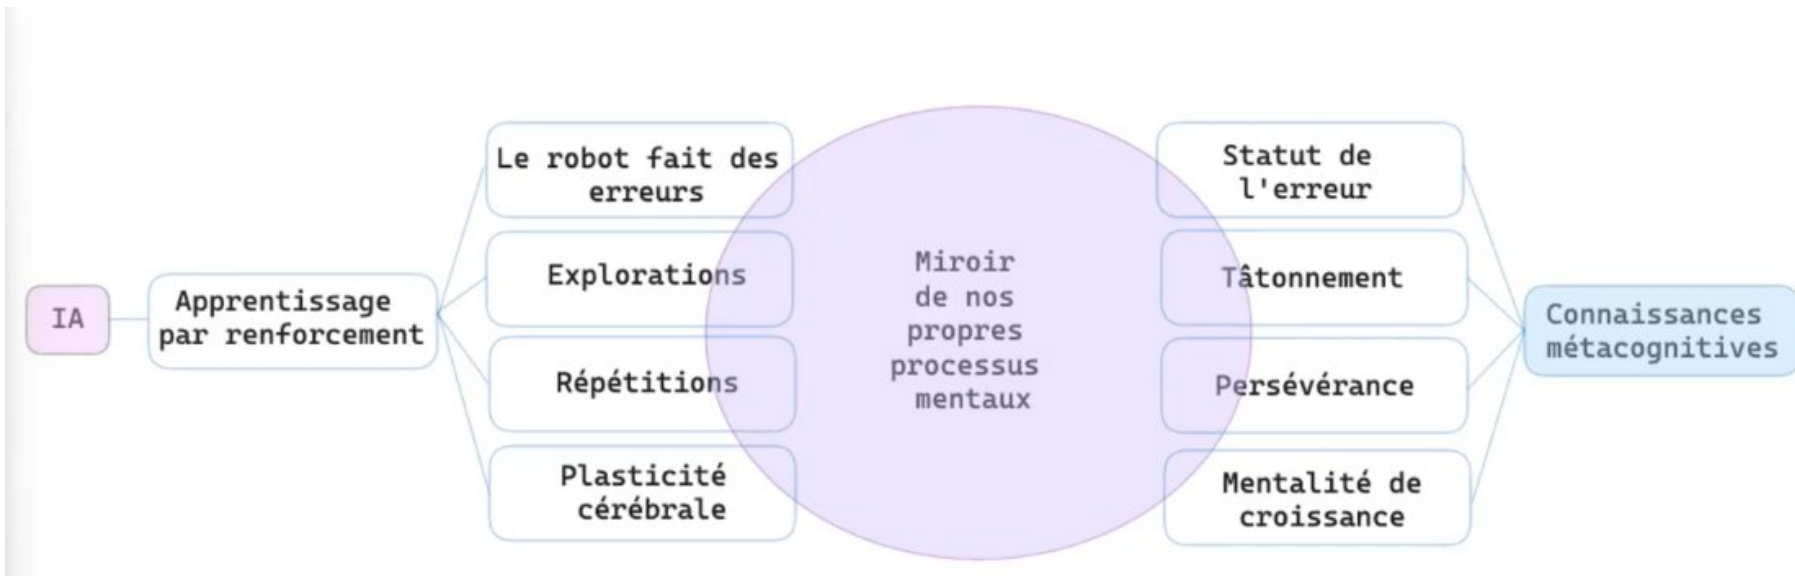 IA
Apprentissage
par renforcement
Le robot fait des
erreurs
Explorations
Répétitions
Plasticité
cérébrale
Miroir
de nos
propres
processus
mentaux
Statut de
l'erreur
Tâtonnement
Persévérance
Mentalité de
croissance
Connaissances
métacognitives